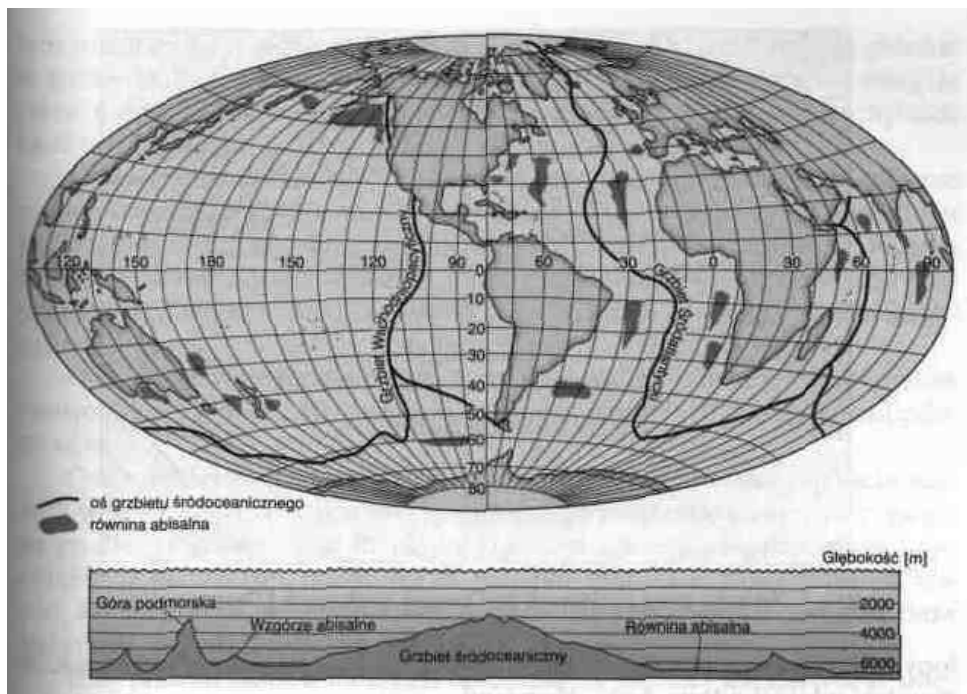 120 150 180 150 120 90 0 60 30 0 30 60 90
10
20
30
40
50
60
70
80
Grzbiet Wschodniopacyficzny
Grzbiet Śródatlantycki
oś grzbietu śródoceanicznego
równina abisalna
Głębokość [m]
Góra podmorska
Wzgórze abisalne
Równina abisalna
Grzbiet śródoceaniczny
2000
4000
6000